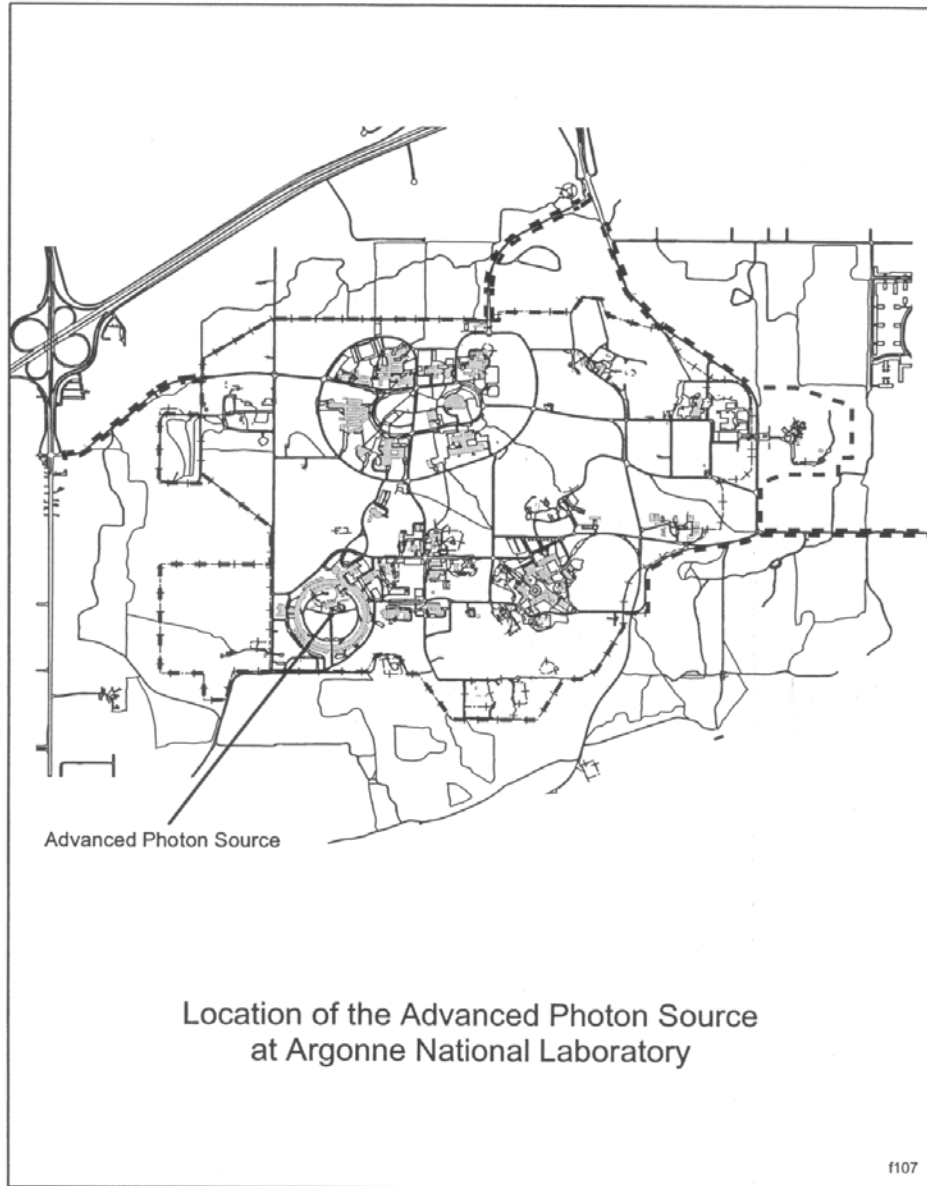 Advanced Photon Source
Location of the Advanced Photon Source
at Argonne National Laboratory
f107